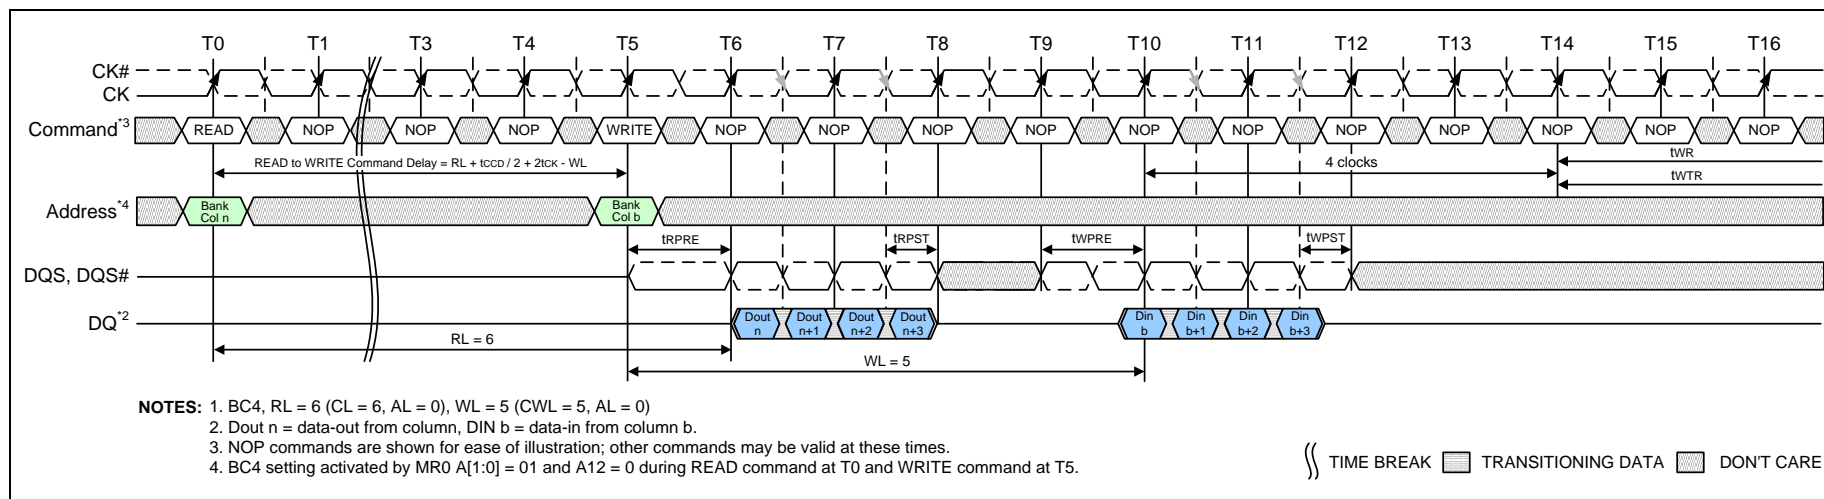 T0 T1 T3 T4 T5 T6 T7 T8 T9 T10 T11 T12 T13 T14 T15 T16
CK#
CK
Command*3 READ NOP NOP NOP WRITE NOP NOP NOP NOP NOP NOP NOP NOP NOP NOP NOP
READ to WRITE Command Delay = RL + tCCD / 2 + 2tCK - WL
4 clocks
tWR
tWTR
Address*4
Bank
Col n
Bank
Col b
tRPRE tRPST tWPRE tWPST
DQS, DQS#
DQ*2
Dout
n
Dout
n+1
Dout
n+2
Dout
n+3
Din
b
Din
b+1
Din
b+2
Din
b+3
RL = 6
WL = 5
NOTES: 1. BC4, RL = 6 (CL = 6, AL = 0), WL = 5 (CWL = 5, AL = 0)
2. Dout n = data-out from column, DIN b = data-in from column b.
3. NOP commands are shown for ease of illustration; other commands may be valid at these times.
4. BC4 setting activated by MR0 A[1:0] = 01 and A12 = 0 during READ command at T0 and WRITE command at T5.
TIME BREAK TRANSITIONING DATA DON'T CARE